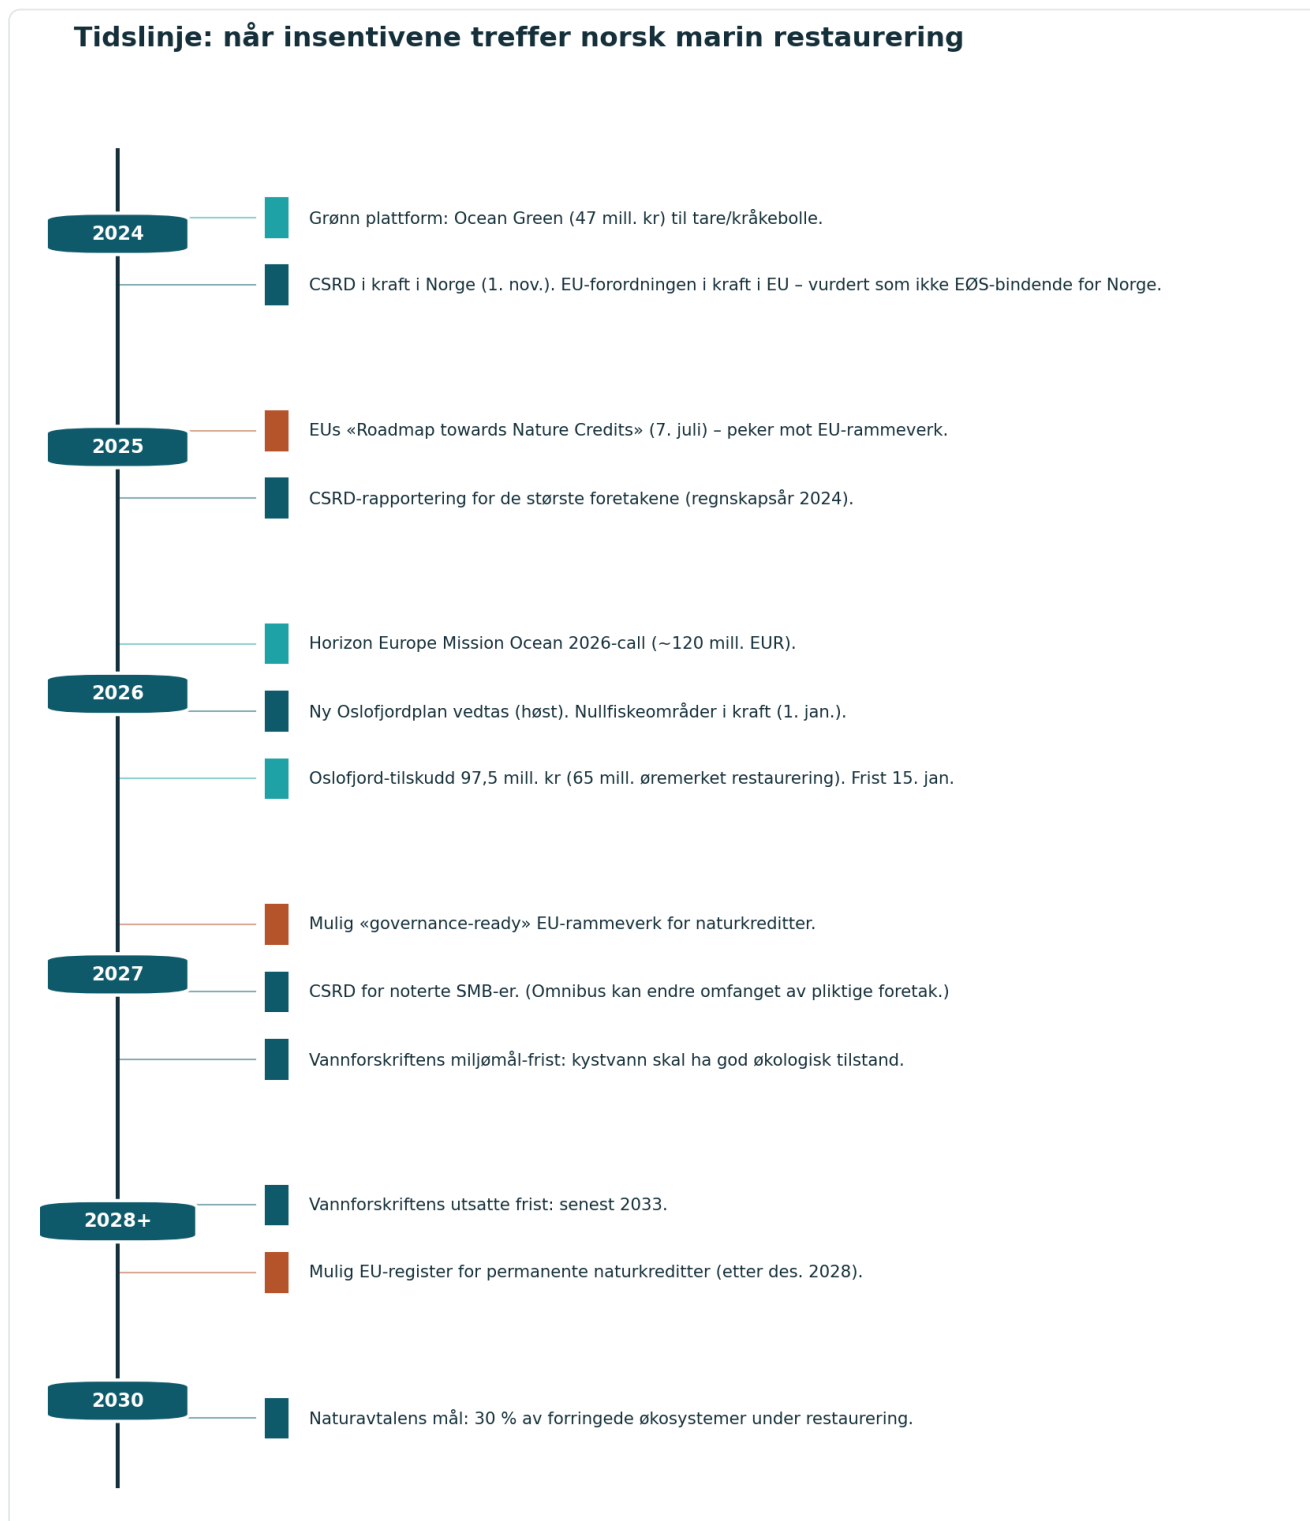 Tidslinje: når insentivene treffer norsk marin restaurering
2024
Grønn plattform: Ocean Green (47 mill. kr) til tare/kråkebolle.
CSRD i kraft i Norge (1. nov.). EU-forordningen i kraft i EU – vurdert som ikke EØS-bindende for Norge.
2025
EUs «Roadmap towards Nature Credits» (7. juli) – peker mot EU-rammeverk.
CSRD-rapportering for de største foretakene (regnskapsår 2024).
Horizon Europe Mission Ocean 2026-call (~120 mill. EUR).
2026
Ny Oslofjordplan vedtas (høst). Nullfiskeområder i kraft (1. jan.).
Oslofjord-tilskudd 97,5 mill. kr (65 mill. øremerket restaurering). Frist 15. jan.
Mulig «governance-ready» EU-rammeverk for naturkreditter.
2027
CSRD for noterte SMB-er. (Omnibus kan endre omfanget av pliktige foretak.)
Vannforskriftens miljømål-frist: kystvann skal ha god økologisk tilstand.
2028+
Vannforskriftens utsatte frist: senest 2033.
Mulig EU-register for permanente naturkreditter (etter des. 2028).
2030
Naturavtalens mål: 30 % av forringede økosystemer under restaurering.